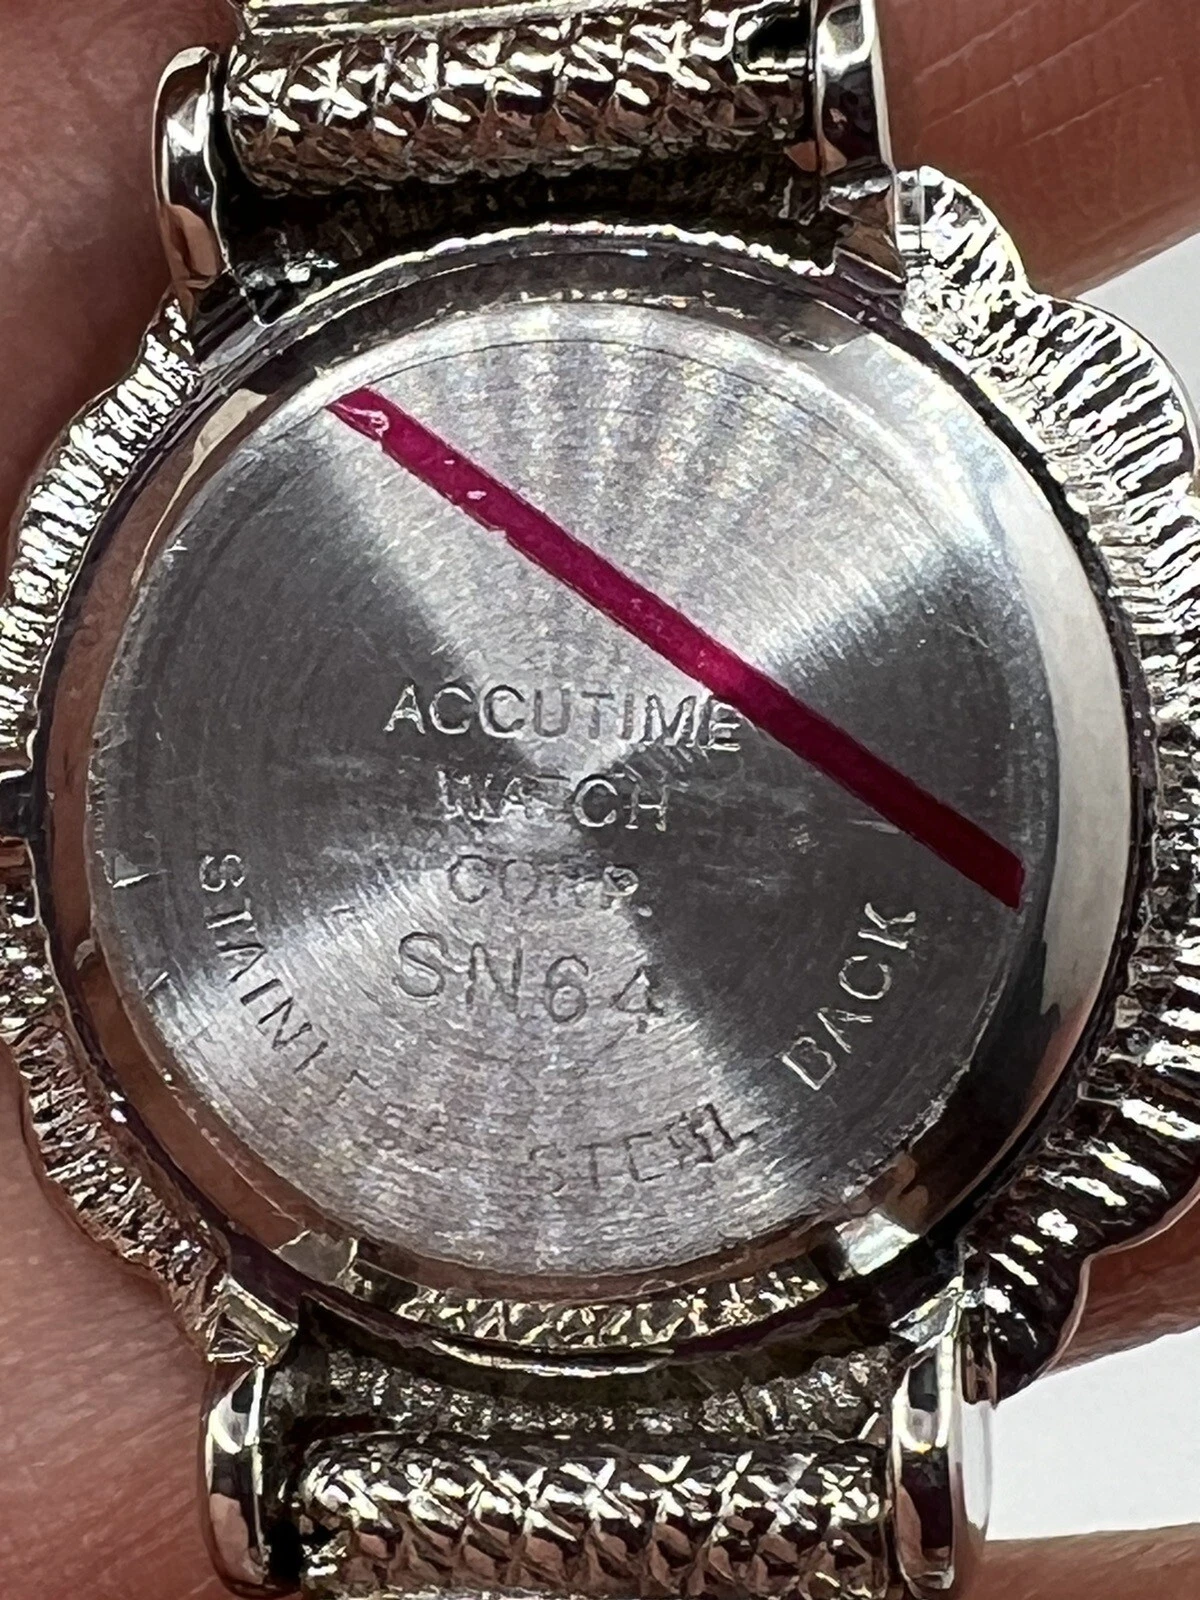 ACCUTIME
WATCH
CORP.
SN64
STAINLESS STEEL BACK